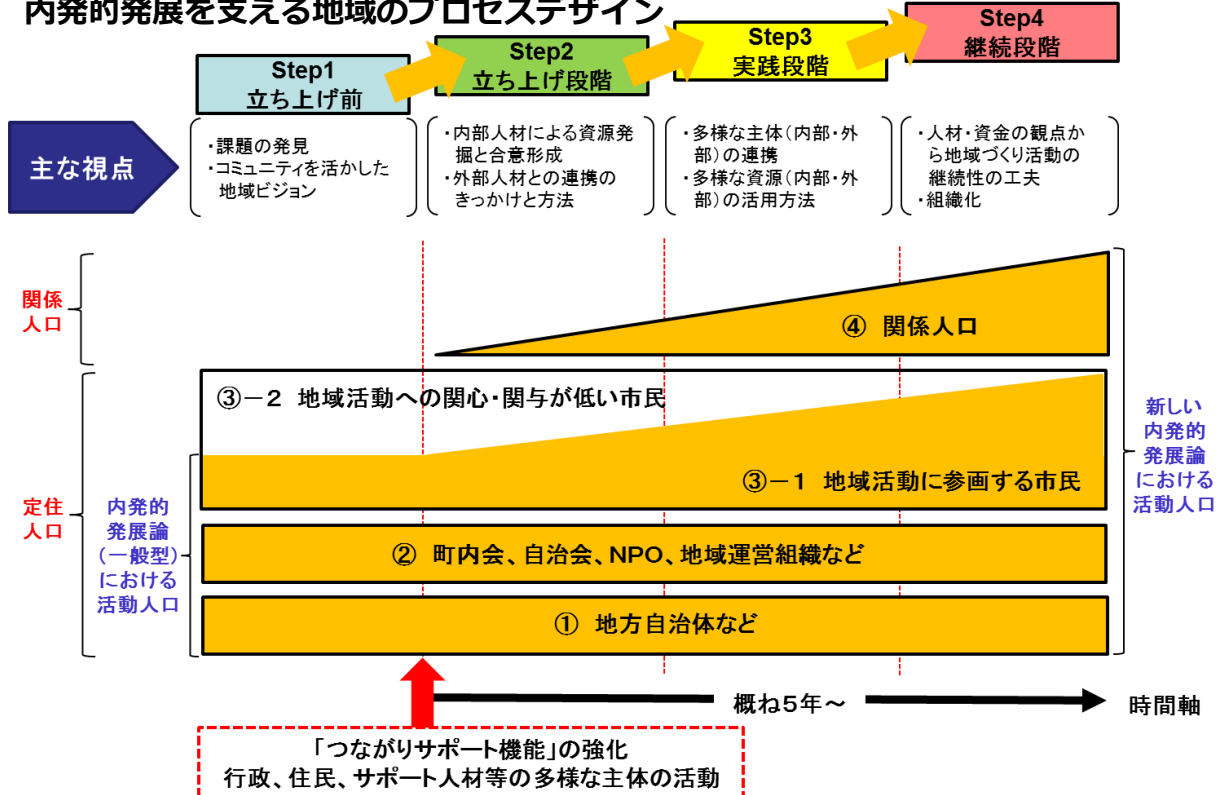 内発的発展を支える地域のプロセスデザイン
Step1
立ち上げ前
Step2
立ち上げ段階
Step3
実践段階
Step4
継続段階
主な視点
・課題の発見
・コミュニティを活かした
地域ビジョン
・内部人材による資源発
掘と合意形成
・外部人材との連携の
きっかけと方法
・多様な主体(内部・外
部)の連携
・多様な資源(内部・外
部)の活用方法
・人材・資金の観点か
ら地域づくり活動の
継続性の工夫
・組織化
関係
人口
④ 関係人口
定住
人口
内発的
発展論
(一般型)
における
活動人口
③-2 地域活動への関心・関与が低い市民
③-1 地域活動に参画する市民
② 町内会、自治会、NPO、地域運営組織など
① 地方自治体など
新しい
内発的
発展論
における
活動人口
概ね5年~
時間軸
「つながりサポート機能」の強化
行政、住民、サポート人材等の多様な主体の活動